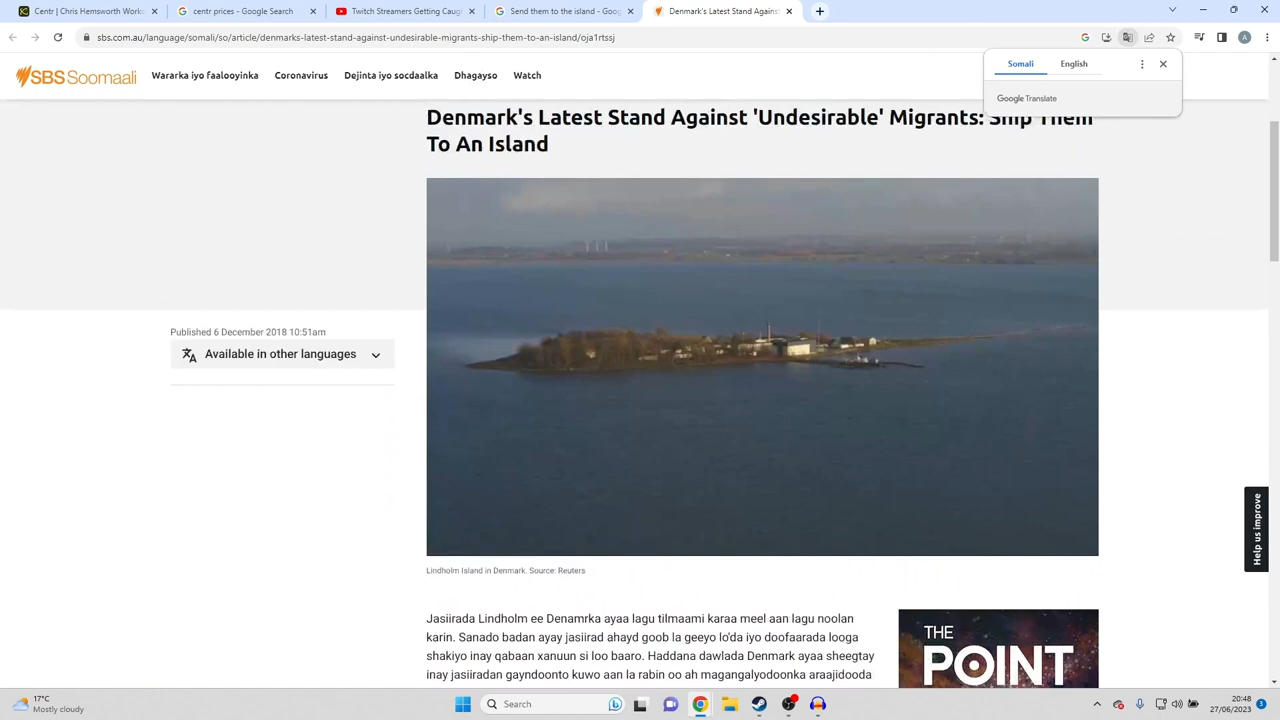 Centr | Chris Hemsworth Works
centr prices - Google Search
Twitch Streamers Getting Caugh
Send them to the island - Goog
Denmark's Latest Stand Against
sbs.com.au/language/somali/so/article/denmarks-latest-stand-against-undesirable-migrants-ship-them-to-an-island/oja1rtssj
A
SBS Soomaali
Wararka iyo faalooyinka
Coronavirus
Dejinta iyo socdaalka
Dhagayso
Watch
Somali
English
Google Translate
Denmark's Latest Stand Against 'Undesirable' Migrants: Ship Them
To An Island
Published 6 December 2018 10:51am
Available in other languages
Lindholm Island in Denmark. Source: Reuters
Jasiirada Lindholm ee Denamrka ayaa lagu tilmaami karaa meel aan lagu noolan
karin. Sanado badan ayay jasiirad ahayd goob la geeyo lo'da iyo doofaarada looga
shakiyo inay qabaan xanuun si loo baaro. Haddana dawlada Denmark ayaa sheegtay
inay jasiiradan gayndoonto kuwo aan la rabin oo ah magangalyodoonka araajidooda
THE
POINT
Help us improve
17°C
Mostly cloudy
Search
20:48
27/06/2023
3